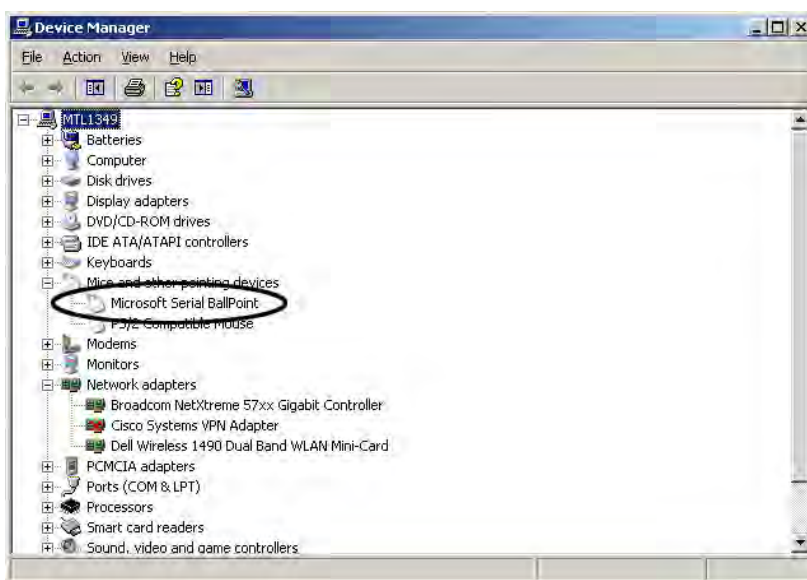 Device Manager
File Action View Help
MTL1349
Batteries
Computer
Disk drives
Display adapters
DVD/CD-ROM drives
IDE ATA/ATAPI controllers
Keyboards
Mice and other pointing devices
Microsoft Serial BallPoint
PS/2 Compatible Mouse
Modems
Monitors
Network adapters
Broadcom NetXtreme 57xx Gigabit Controller
Cisco Systems VPN Adapter
Dell Wireless 1490 Dual Band WLAN Mini-Card
PCMCIA adapters
Ports (COM & LPT)
Processors
Smart card readers
Sound, video and game controllers